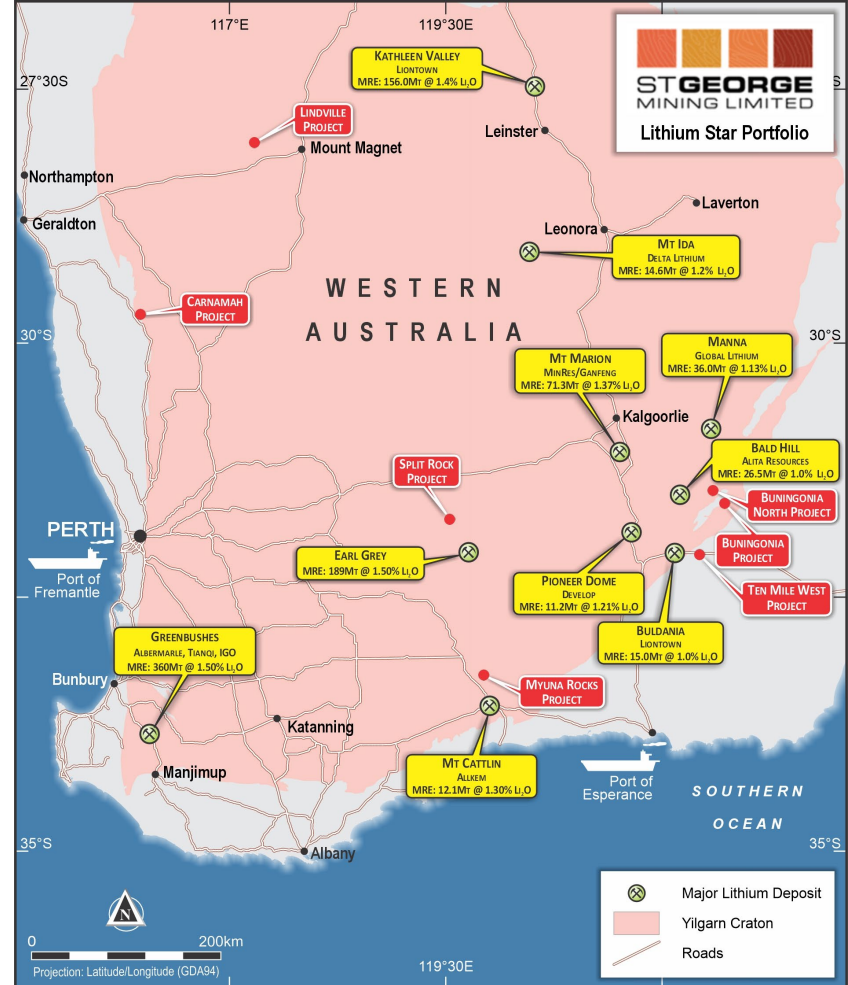 117°E
119°30E
27°30S
S
KATHLEEN VALLEY
LIONTOWN
MRE: 156.0MT @ 1.4% LI2O
STGEORGE
MINING LIMITED
Lithium Star Portfolio
LINDVILLE
PROJECT
Leinster
Mount Magnet
Northampton
Geraldton
Laverton
Leonora
MT IDA
DELTA LITHIUM
MRE: 14.6MT @ 1.2% LI2O
WESTERN
AUSTRALIA
CARNAMAH
PROJECT
30°S
30°S
MT MARION
MINRES/GANFENG
MRE: 71.3MT @ 1.37% LI2O
MANNA
GLOBAL LITHIUM
MRE: 36.0MT @ 1.13% LI2O
Kalgoorlie
BALD HILL
ALITA RESOURCES
MRE: 26.5MT @ 1.0% LI2O
SPLIT ROCK
PROJECT
BUNINGONIA
NORTH PROJECT
PERTH
Port of
Fremantle
EARL GREY
MRE: 189MT @ 1.50% LI2O
BUNINGONIA
PROJECT
PIONEER DOME
DEVELOP
MRE: 11.2MT @ 1.21% LI2O
TEN MILE WEST
PROJECT
GREENBUSHES
ALBERMARLE, TIANQI, IGO
MRE: 360MT @ 1.50% LI2O
BULDANIA
LIONTOWN
MRE: 15.0MT @ 1.0% LI2O
Bunbury
MYUNA ROCKS
PROJECT
Katanning
Manjimup
MT CATTLIN
ALLKEM
MRE: 12.1MT @ 1.30% LI2O
Port of
Esperance
SOUTHERN
OCEAN
35°S
35°S
Albany
N
0
200km
Projection: Latitude/Longitude (GDA94)
119°30E
Major Lithium Deposit
Yilgarn Craton
Roads